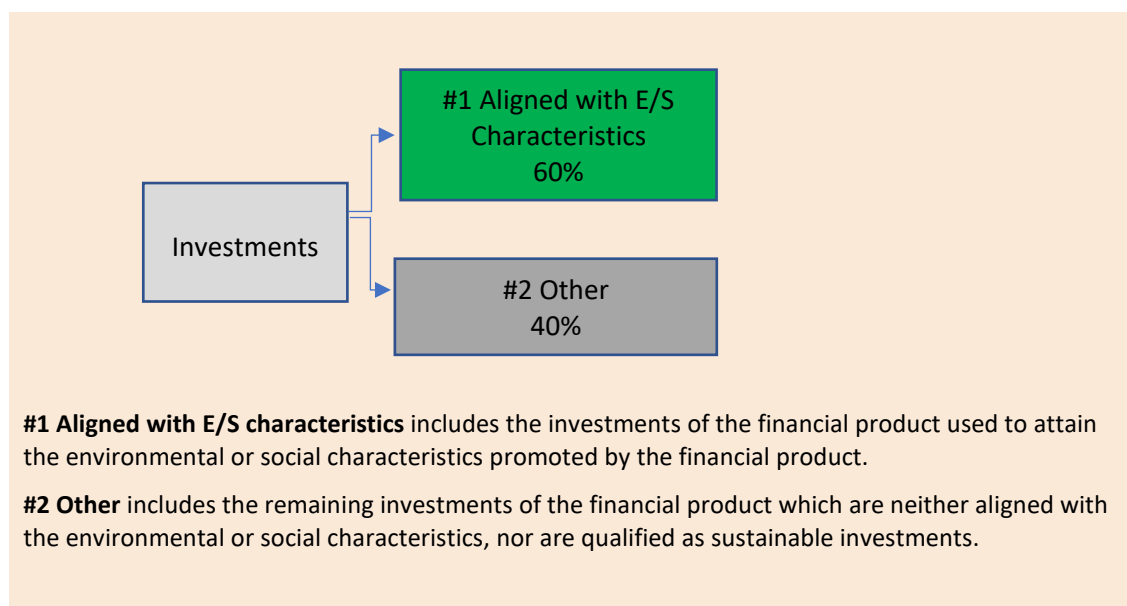 #1 Aligned with E/S
Characteristics
60%
Investments
#2 Other
40%
#1 Aligned with E/S characteristics includes the investments of the financial product used to attain
the environmental or social characteristics promoted by the financial product.
#2 Other includes the remaining investments of the financial product which are neither aligned with
the environmental or social characteristics, nor are qualified as sustainable investments.